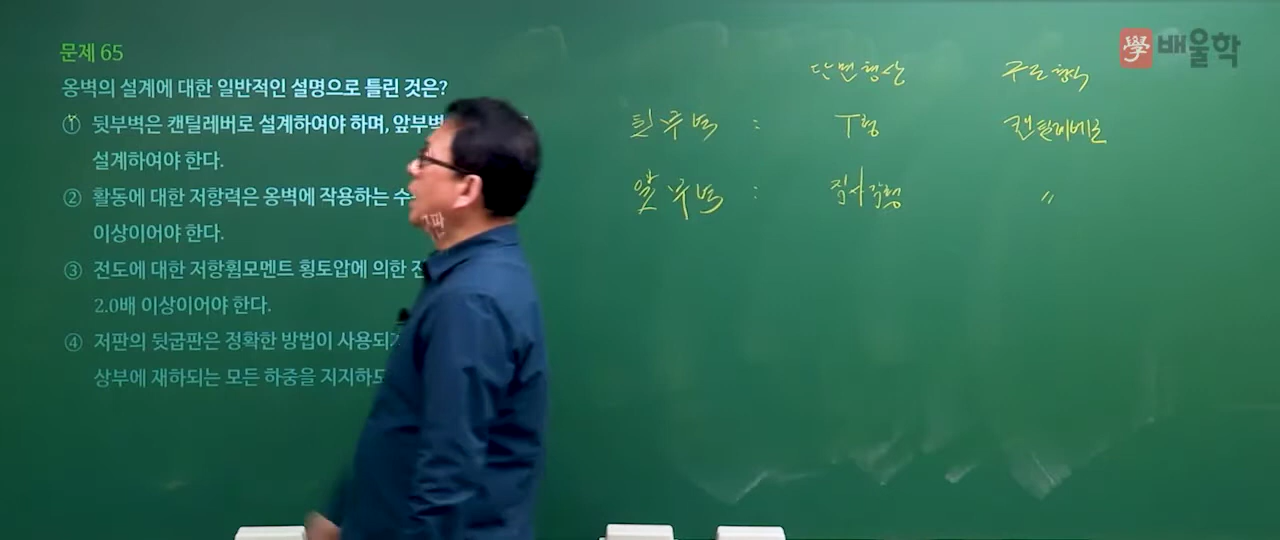 문제 65
옹벽의 설계에 대한 일반적인 설명으로 틀린 것은?
① 뒷부벽은 캔틸레버로 설계하여야 하며, 앞부벽
설계하여야 한다.
② 활동에 대한 저항력은 옹벽에 작용하는 수
이상이어야 한다.
③ 전도에 대한 저항휨모멘트 횡토압에 의한 전
2.0배 이상이어야 한다.
④ 저판의 뒷굽판은 정확한 방법이 사용되지
상부에 재하되는 모든 하중을 지지하도
學 배울학
단면형상 구조형식
뒷부벽 : T형 캔틸레버로
앞부벽 : 직사각형 〃